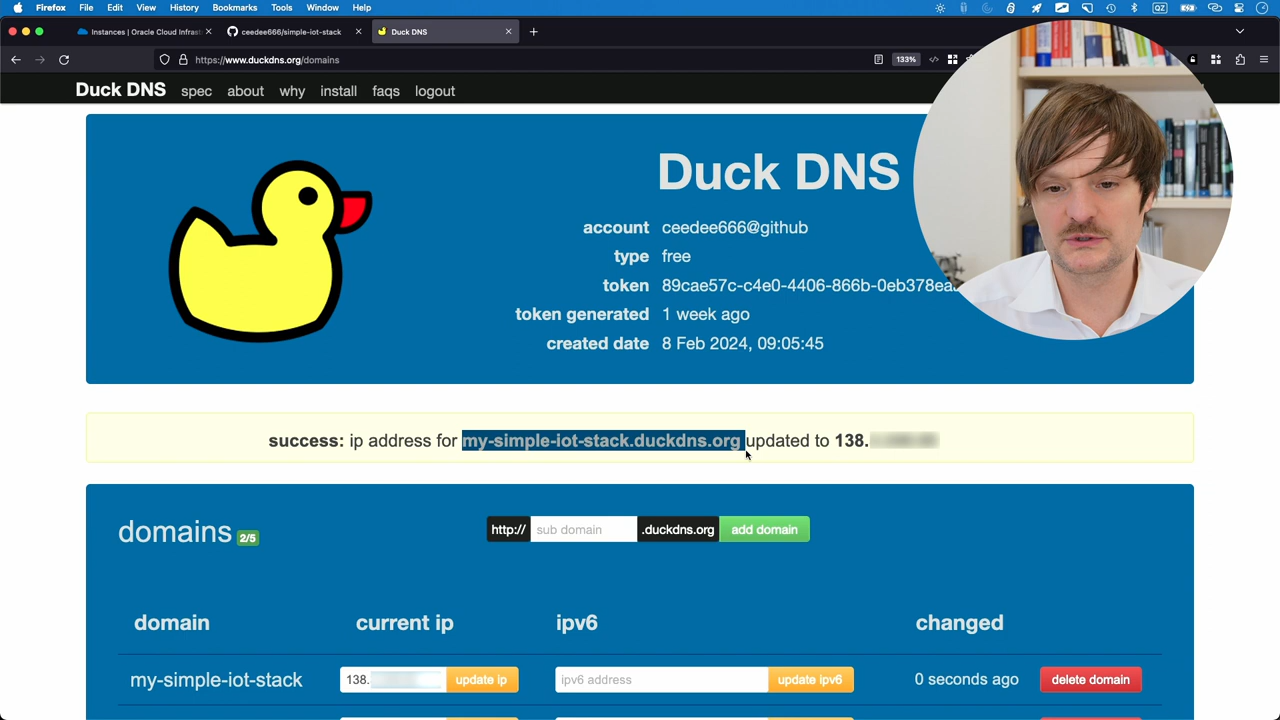 Firefox File Edit View History Bookmarks Tools Window Help
Instances | Oracle Cloud Infrast
ceedee666/simple-iot-stack
Duck DNS
https://www.duckdns.org/domains
133%
Duck DNS spec about why install faqs logout
Duck DNS
account ceedee666@github
type free
token 89cae57c-c4e0-4406-866b-0eb378ea
token generated 1 week ago
created date 8 Feb 2024, 09:05:45
success: ip address for my-simple-iot-stack.duckdns.org updated to 138.
domains 2/5
http:// sub domain .duckdns.org add domain
domain current ip ipv6 changed
my-simple-iot-stack 138. update ip ipv6 address update ipv6 0 seconds ago delete domain